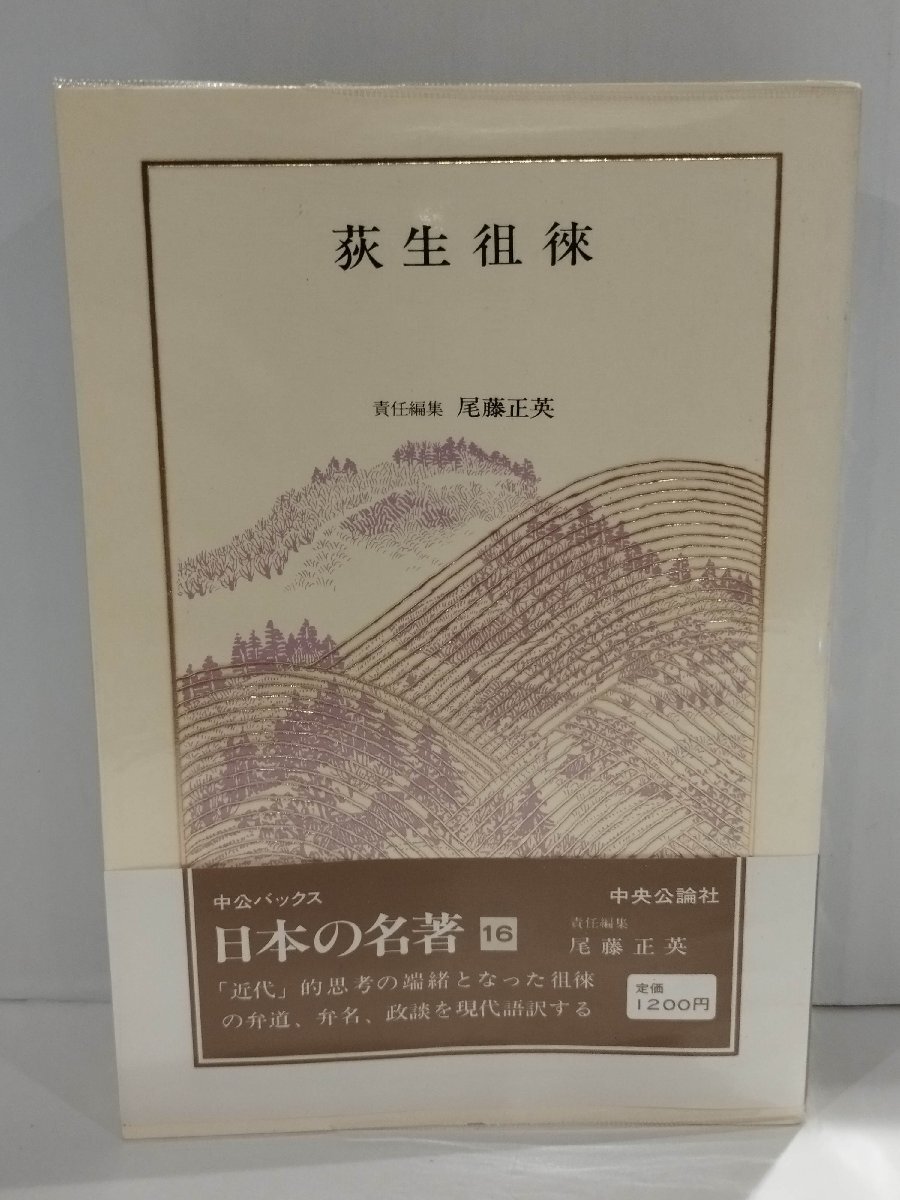 荻生徂徠
責任編集 尾藤正英
中公バックス
日本の名著 16
「近代」的思考の端緒となった徂徠
の弁道、弁名、政談を現代語訳する
中央公論社
責任編集
尾藤正英
定価
1200円